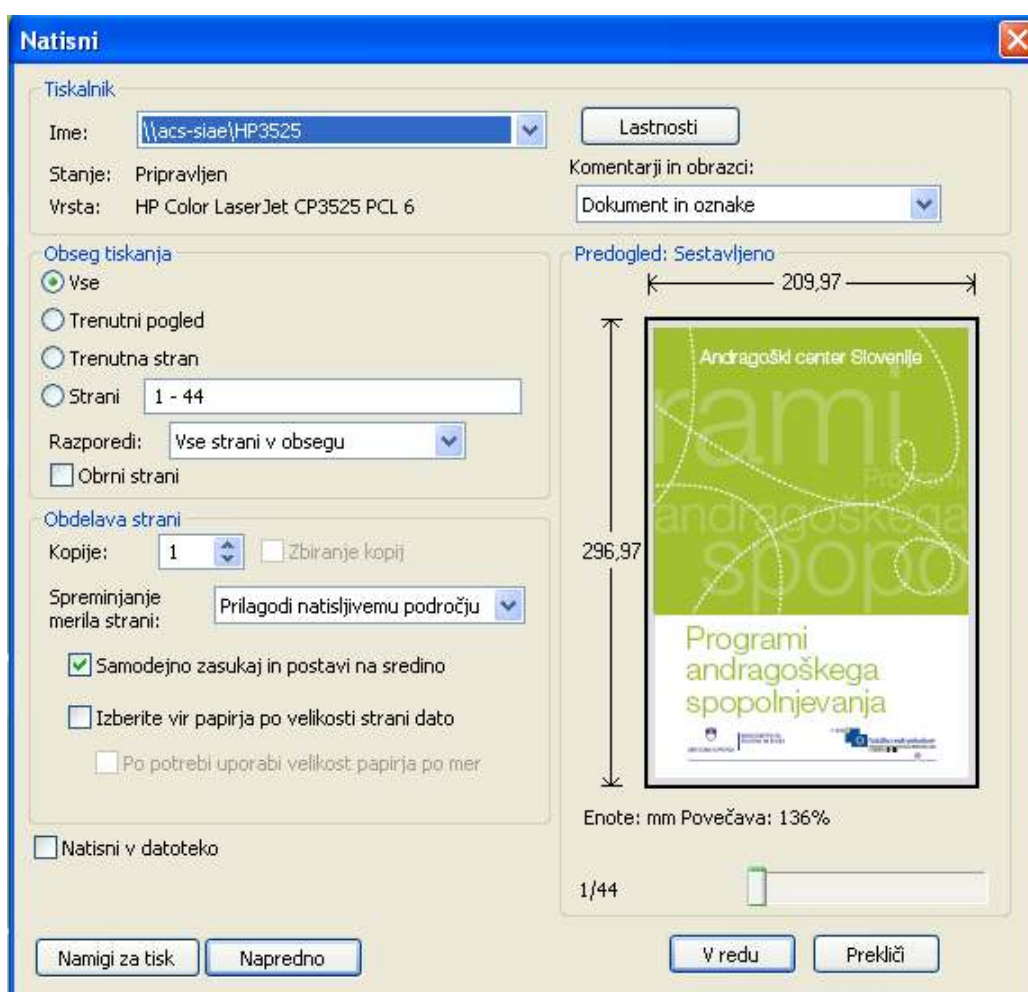 Natisni
Tiskalnik
Ime: \\acs-siae\HP3525
Lastnosti
Stanje: Pripravljen
Vrsta: HP Color LaserJet CP3525 PCL 6
Komentarji in obrazci:
Dokument in oznake
Obseg tiskanja
Vse
Trenutni pogled
Trenutna stran
Strani 1 - 44
Razporedi: Vse strani v obsegu
Obrni strani
Obdelava strani
Kopije: 1 Zbiranje kopij
Spreminjanje
merila strani: Prilagodi natisljivemu področju
Samodejno zasukaj in postavi na sredino
Izberite vir papirja po velikosti strani dato
Po potrebi uporabi velikost papirja po mer
Natisni v datoteko
Predogled: Sestavljeno
209,97
296,97
Andragoški center Slovenije
rami
Programi
andragoškega
spopo
Programi
andragoškega
spopolnjevanja
Enote: mm Povečava: 136%
1/44
Namigi za tisk
Napredno
V redu
Prekliči